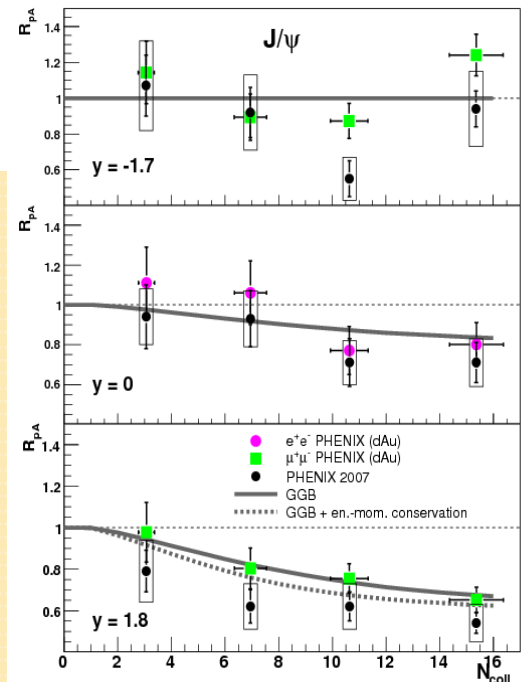 J/ψ
R_pA
1.4
1.2
1
0.8
0.6
y = -1.7
R_pA
1.4
1.2
1
0.8
0.6
y = 0
R_pA
1.4
1.2
1
0.8
0.6
e⁺e⁻ PHENIX (dAu)
μ⁺μ⁻ PHENIX (dAu)
PHENIX 2007
GGB
GGB + en.-mom. conservation
y = 1.8
0 2 4 6 8 10 12 14 16
N_coll